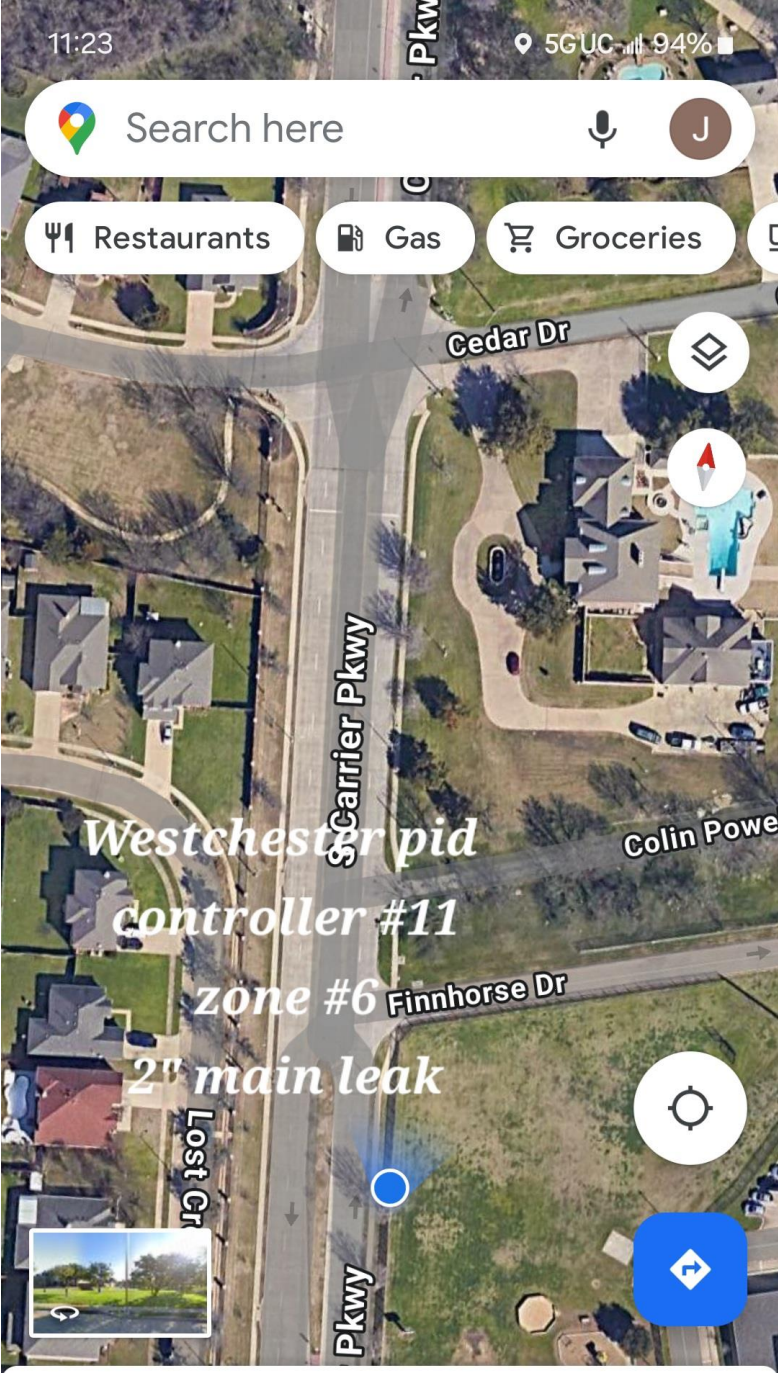 Pkwy
11:23
5G UC 94%
Search here
J
Restaurants
Gas
Groceries
Cedar Dr
S Carrier Pkwy
Westchester pid
Colin Powe
controller #11
zone #6
Finnhorse Dr
2" main leak
Lost Cr
Pkwy